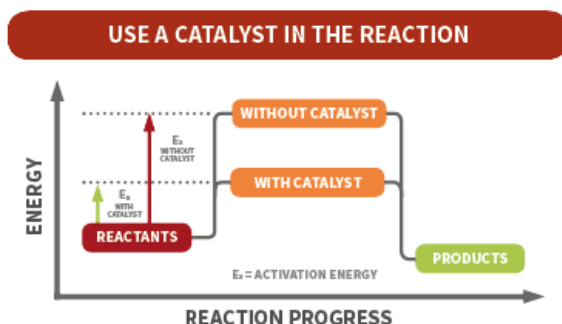 USE A CATALYST IN THE REACTION
WITHOUT CATALYST
Eₐ
WITHOUT
CATALYST
WITH CATALYST
Eₐ
WITH
CATALYST
REACTANTS
PRODUCTS
Eₐ = ACTIVATION ENERGY
ENERGY
REACTION PROGRESS